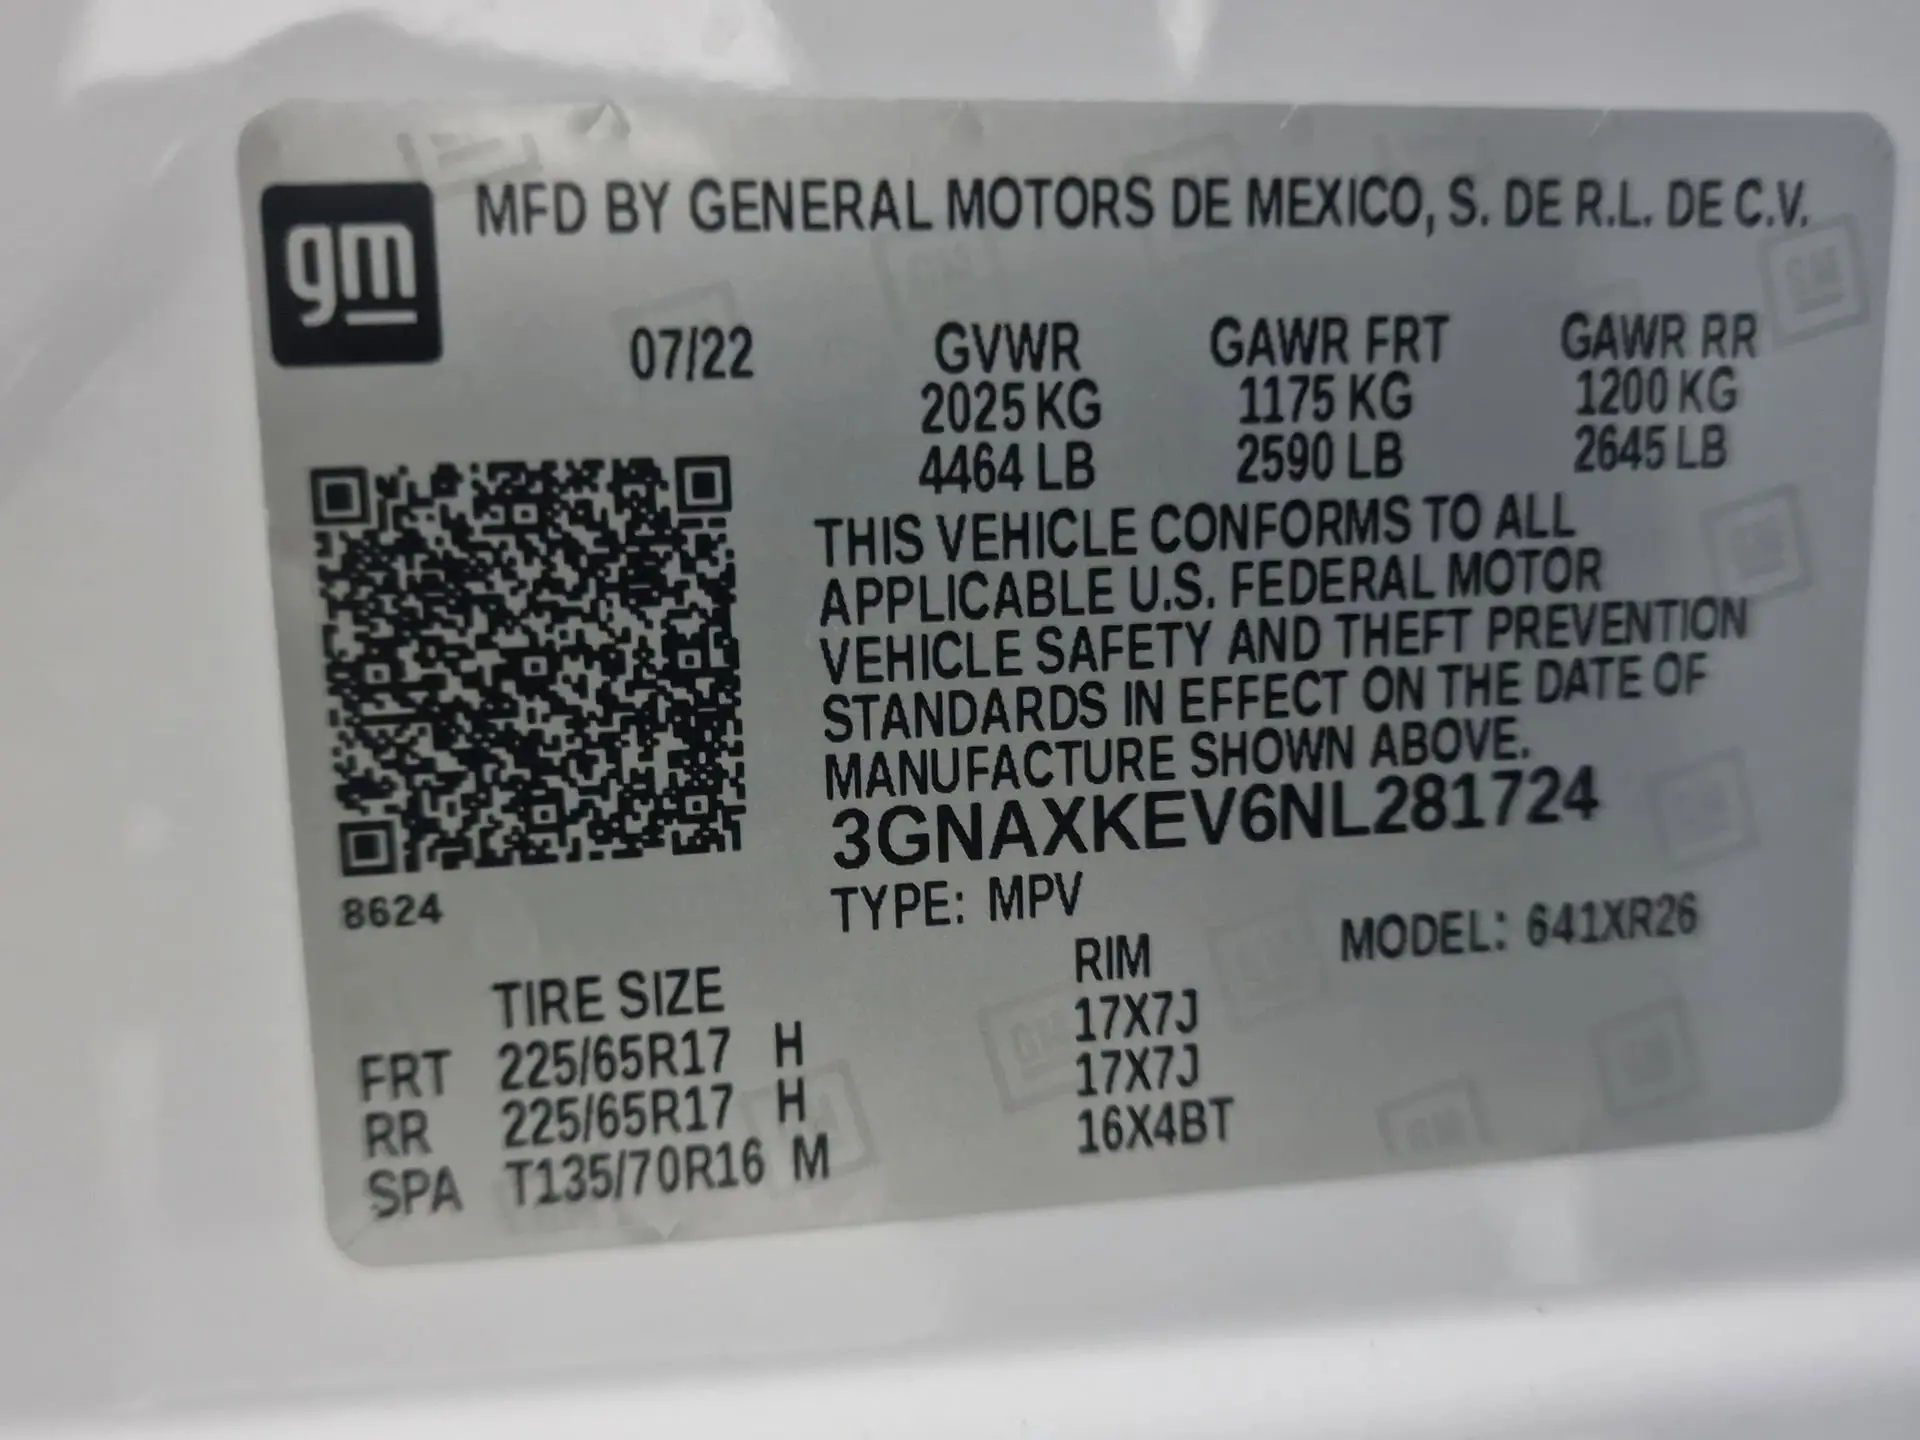 gm
MFD BY GENERAL MOTORS DE MEXICO, S. DE R.L. DE C.V.
07/22 GVWR GAWR FRT GAWR RR
2025 KG 1175 KG 1200 KG
4464 LB 2590 LB 2645 LB
THIS VEHICLE CONFORMS TO ALL
APPLICABLE U.S. FEDERAL MOTOR
VEHICLE SAFETY AND THEFT PREVENTION
STANDARDS IN EFFECT ON THE DATE OF
MANUFACTURE SHOWN ABOVE.
3GNAXKEV6NL281724
8624
TYPE: MPV MODEL: 641XR26
TIRE SIZE RIM
FRT 225/65R17 H 17X7J
RR 225/65R17 H 17X7J
SPA T135/70R16 M 16X4BT